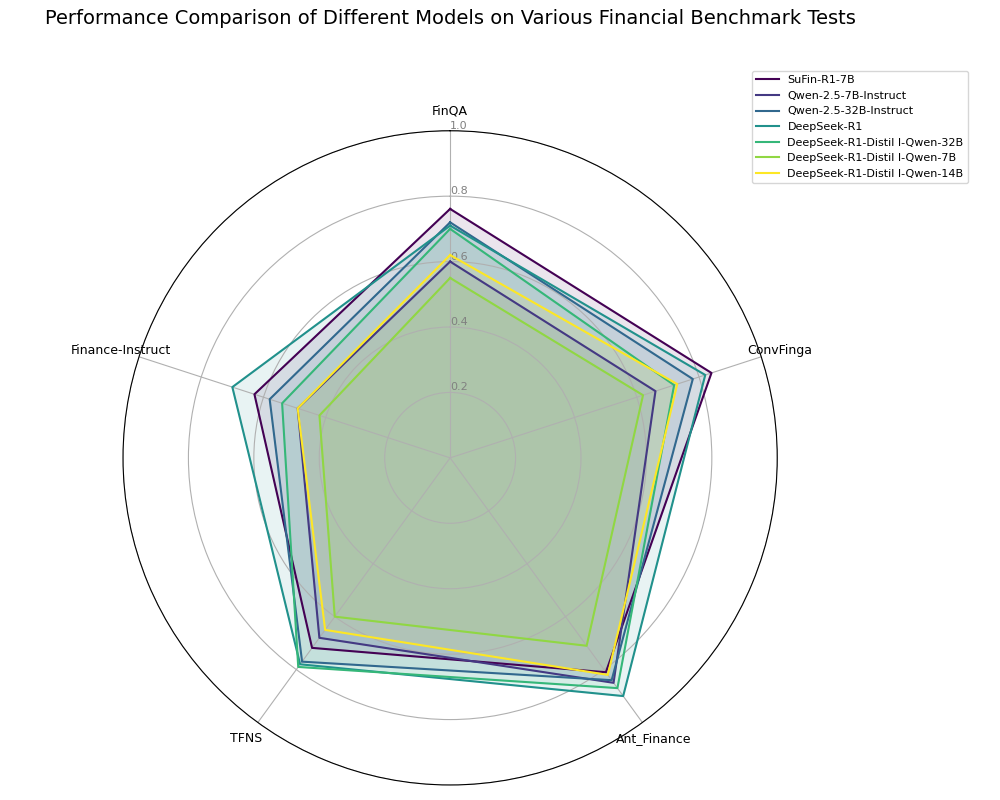 Performance Comparison of Different Models on Various Financial Benchmark Tests
SuFin-R1-7B
Qwen-2.5-7B-Instruct
Qwen-2.5-32B-Instruct
DeepSeek-R1
DeepSeek-R1-Distil l-Qwen-32B
DeepSeek-R1-Distil l-Qwen-7B
DeepSeek-R1-Distil l-Qwen-14B
FinQA
1.0
0.8
0.6
0.4
0.2
Finance-Instruct
ConvFinga
TFNS
Ant_Finance